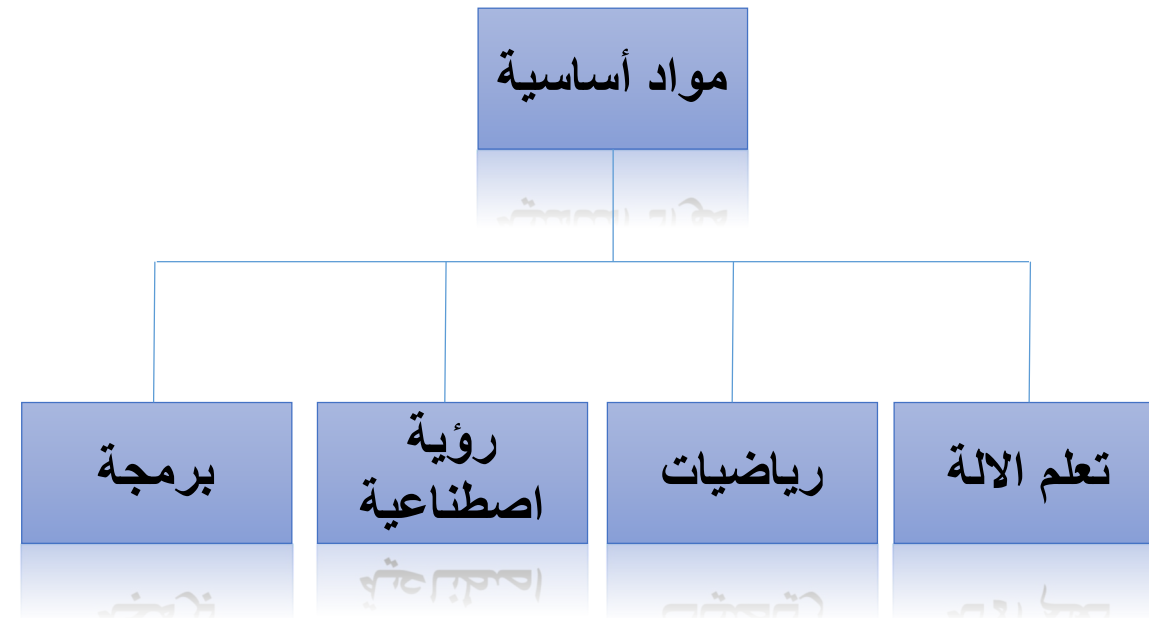 مواد أساسية
تعلم الالة
رياضيات
رؤية
اصطناعية
برمجة